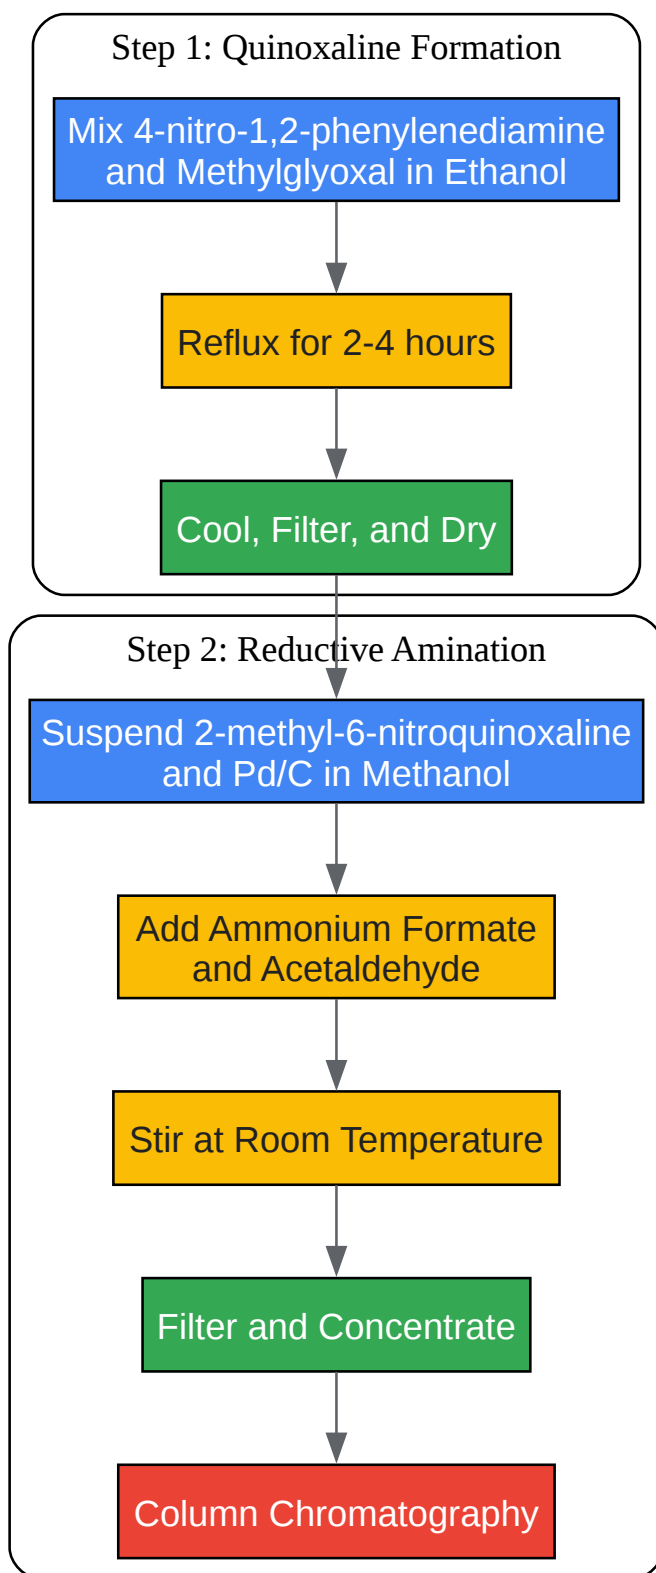 Step 1: Quinoxaline Formation
Mix 4-nitro-1,2-phenylenediamine
and Methylglyoxal in Ethanol
Reflux for 2-4 hours
Cool, Filter, and Dry
Step 2: Reductive Amination
Suspend 2-methyl-6-nitroquinoxaline
and Pd/C in Methanol
Add Ammonium Formate
and Acetaldehyde
Stir at Room Temperature
Filter and Concentrate
Column Chromatography